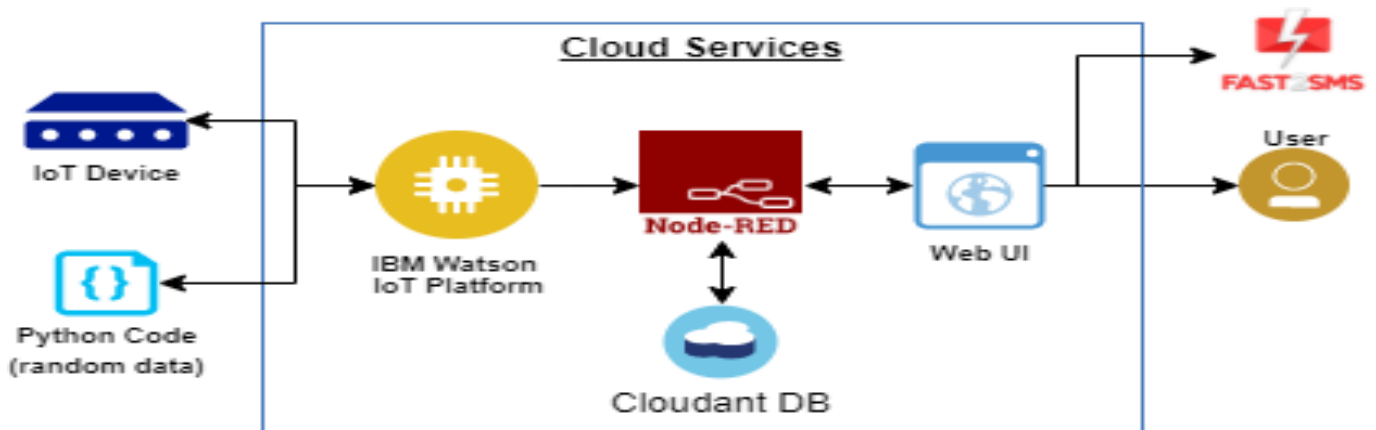 Cloud Services
FAST2SMS
User
IoT Device
Node-RED
Web UI
IBM Watson
IoT Platform
Python Code
(random data)
{}
Cloudant DB